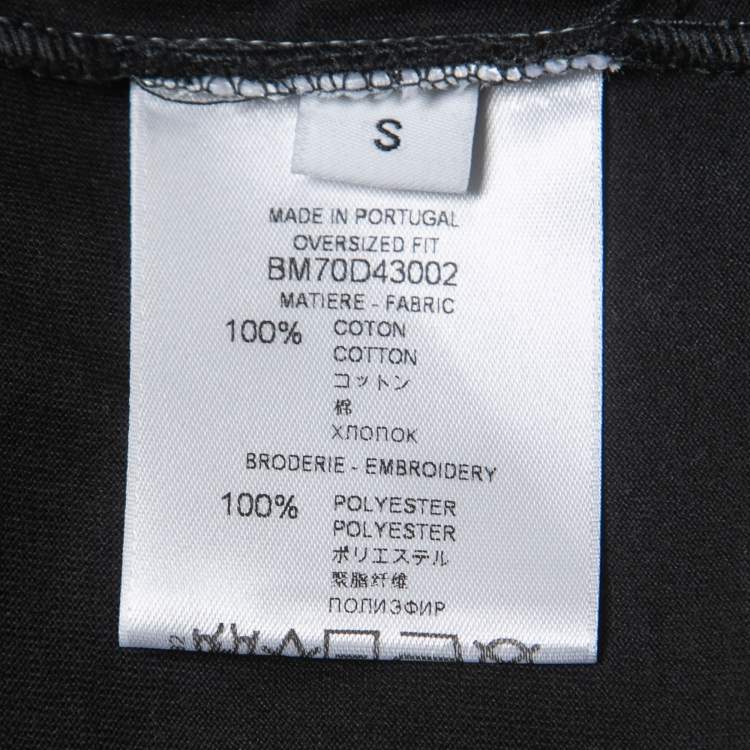 S
MADE IN PORTUGAL
OVERSIZED FIT
BM70D43002
MATIERE - FABRIC
100% COTON
COTTON
コットン
棉
ХЛОПОК
BRODERIE - EMBROIDERY
100% POLYESTER
POLYESTER
ポリエステル
聚脂纤维
ПОЛИЭФИР